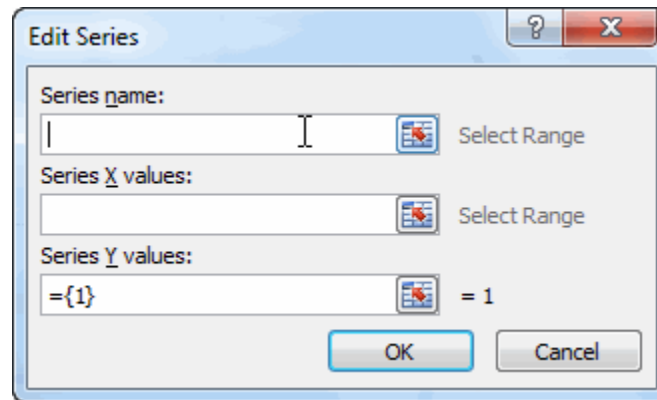 Edit Series
Series name:
Select Range
Series X values:
Select Range
Series Y values:
={1}
= 1
OK
Cancel